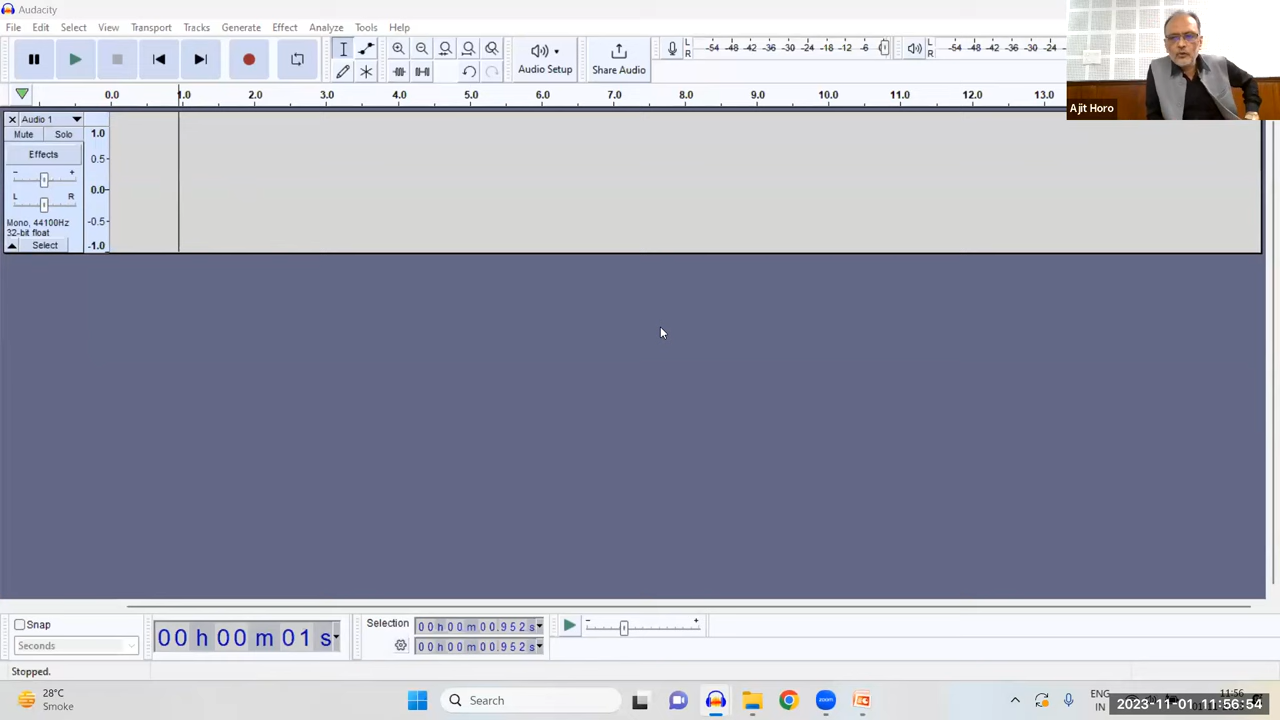 Audacity
File Edit Select View Transport Tracks Generate Effect Analyze Tools Help
L R -54 -48 -42 -36 -30 -24 -18 -12 -6 0
L R -54 -48 -42 -36 -30 -24
Audio Setup
Share Audio
Ajit Horo
0.0 1.0 2.0 3.0 4.0 5.0 6.0 7.0 8.0 9.0 10.0 11.0 12.0 13.0
Audio 1
Mute Solo
Effects
- +
L R
Mono, 44100Hz
32-bit float
Select
1.0
0.5
0.0
-0.5
-1.0
Snap
Seconds
00 h 00 m 01 s
Selection
00 h 00 m 00.952 s
00 h 00 m 00.952 s
- +
Stopped.
28°C
Smoke
Search
ENG
IN
11:56
2023-11-01 11:56:54